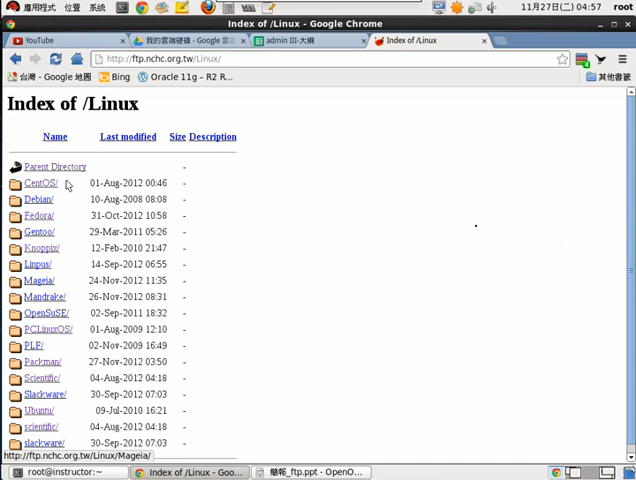 應用程式 位置 系統 11月27日(二) 04:57 root
Index of /Linux - Google Chrome
YouTube 我的雲端硬碟 - Google 雲端 admin III-大綱 Index of /Linux
http://ftp.nchc.org.tw/Linux/
台灣 - Google 地圖 Bing Oracle 11g – R2 R... 其他書籤
Index of /Linux
Name Last modified Size Description
Parent Directory -
CentOS/ 01-Aug-2012 00:46 -
Debian/ 10-Aug-2008 08:08 -
Fedora/ 31-Oct-2012 10:58 -
Gentoo/ 29-Mar-2011 05:26 -
Knoppix/ 12-Feb-2010 21:47 -
Linpus/ 14-Sep-2012 06:55 -
Mageia/ 24-Nov-2012 11:35 -
Mandrake/ 26-Nov-2012 08:31 -
OpenSuSE/ 02-Sep-2011 18:32 -
PCLinuxOS/ 01-Aug-2009 12:10 -
PLF/ 02-Nov-2009 16:49 -
Packman/ 27-Nov-2012 03:50 -
Scientific/ 04-Aug-2012 04:18 -
Slackware/ 30-Sep-2012 07:03 -
Ubuntu/ 09-Jul-2010 16:21 -
scientific/ 04-Aug-2012 04:18 -
slackware/ 30-Sep-2012 07:03 -
http://ftp.nchc.org.tw/Linux/Mageia/
root@instructor:~ Index of /Linux - Goo... 簡報_ftp.ppt - OpenO...